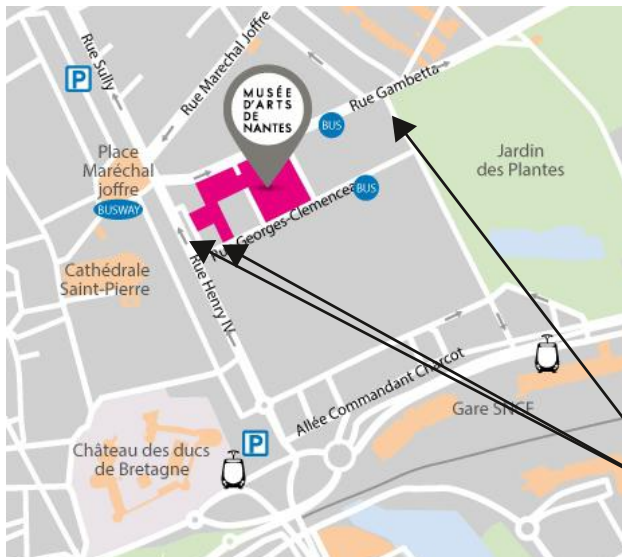 Rue Sully
P
Rue Marechal Joffre
MUSÉE
D'ARTS
DE
NANTES
BUS
Rue Gambetta
Place
Maréchal
joffre
BUSWAY
Jardin
des Plantes
BUS
Rue Georges-Clemenceau
Cathédrale
Saint-Pierre
Rue Henry IV
Allée Commandant Charcot
Gare SNCF
Château des ducs
de Bretagne
P